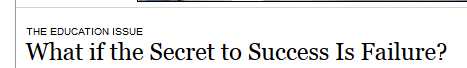 THE EDUCATION ISSUE
What if the Secret to Success Is Failure?